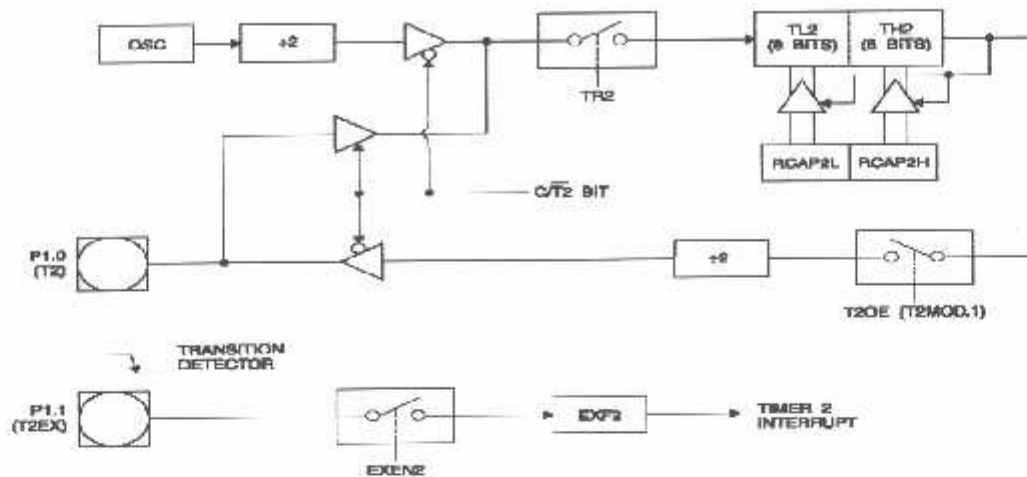 OSC
÷2
TR2
TL2
(8 BITS)
TH2
(8 BITS)
RCAP2L
RCAP2H
C/T2 BIT
P1.0
(T2)
÷2
T2OE (T2MOD.1)
TRANSITION
DETECTOR
P1.1
(T2EX)
EXEN2
EXF2
TIMER 2
INTERRUPT